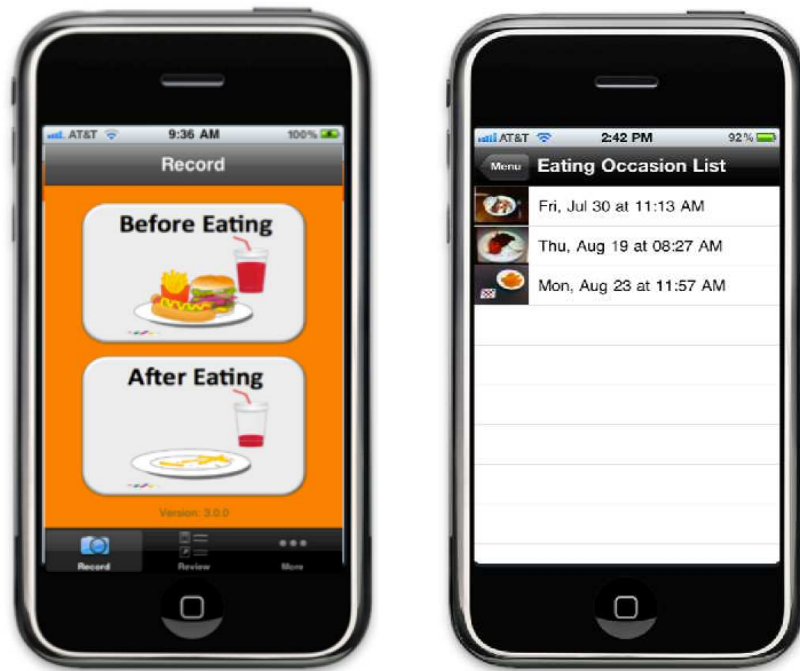 AT&T 9:36 AM 100%
Record
Before Eating
After Eating
Version: 3.0.0
Record Review More
AT&T 2:42 PM 92%
Menu Eating Occasion List
Fri, Jul 30 at 11:13 AM
Thu, Aug 19 at 08:27 AM
Mon, Aug 23 at 11:57 AM